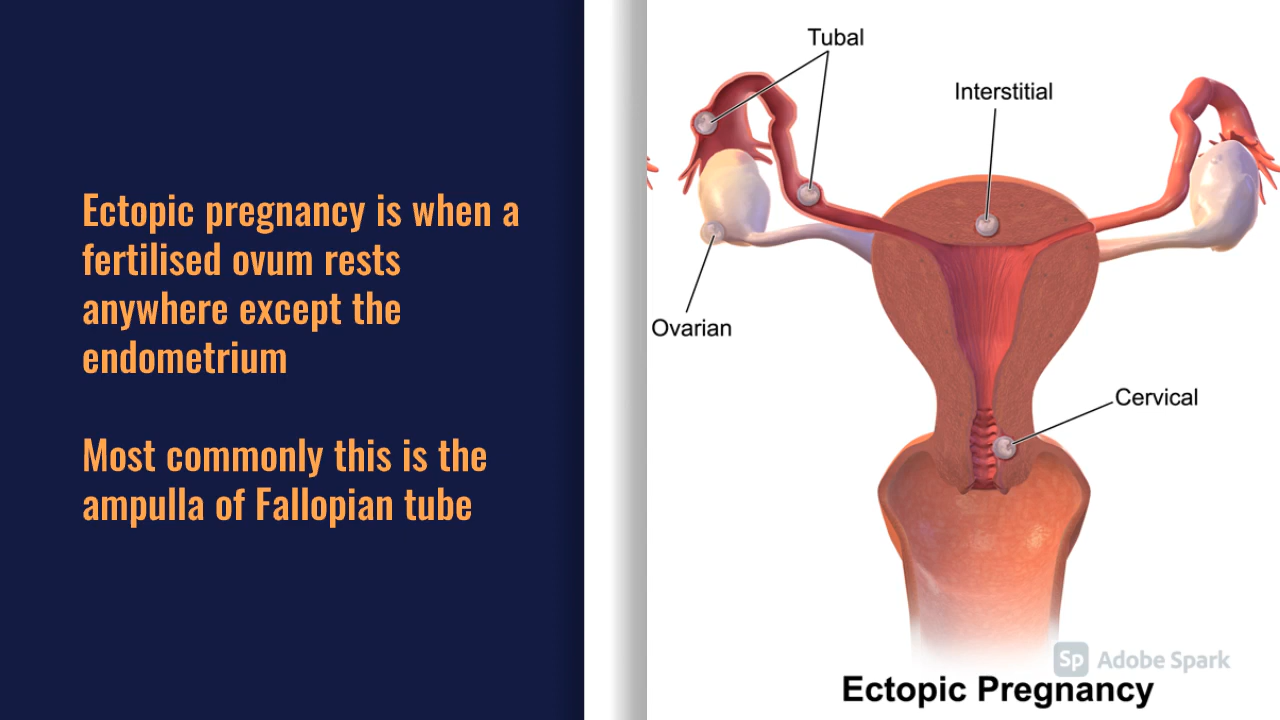 Ectopic pregnancy is when a
fertilised ovum rests
anywhere except the
endometrium
Most commonly this is the
ampulla of Fallopian tube
Tubal
Interstitial
Ovarian
Cervical
Sp Adobe Spark
Ectopic Pregnancy